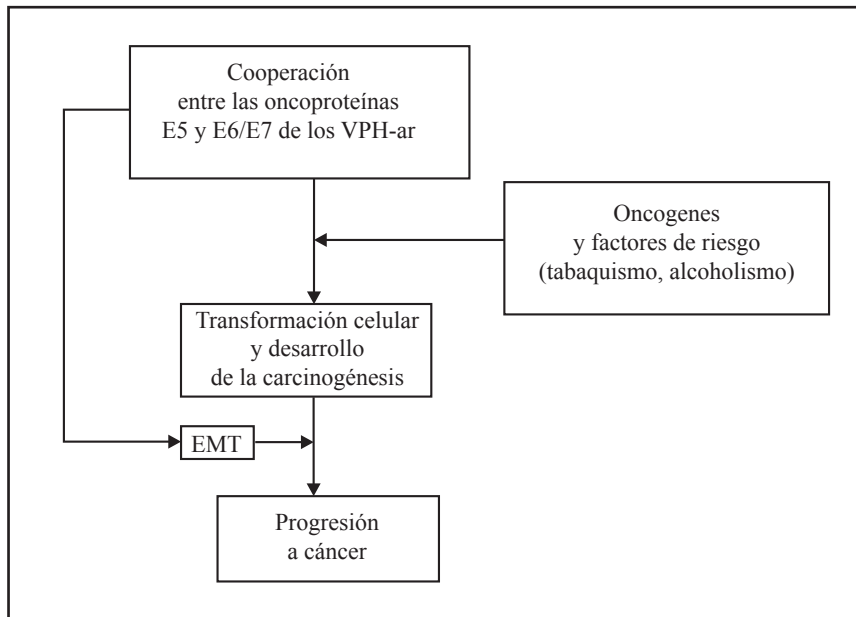 Cooperación
entre las oncoproteínas
E5 y E6/E7 de los VPH-ar
Oncogenes
y factores de riesgo
(tabaquismo, alcoholismo)
Transformación celular
y desarrollo
de la carcinogénesis
EMT
Progresión
a cáncer